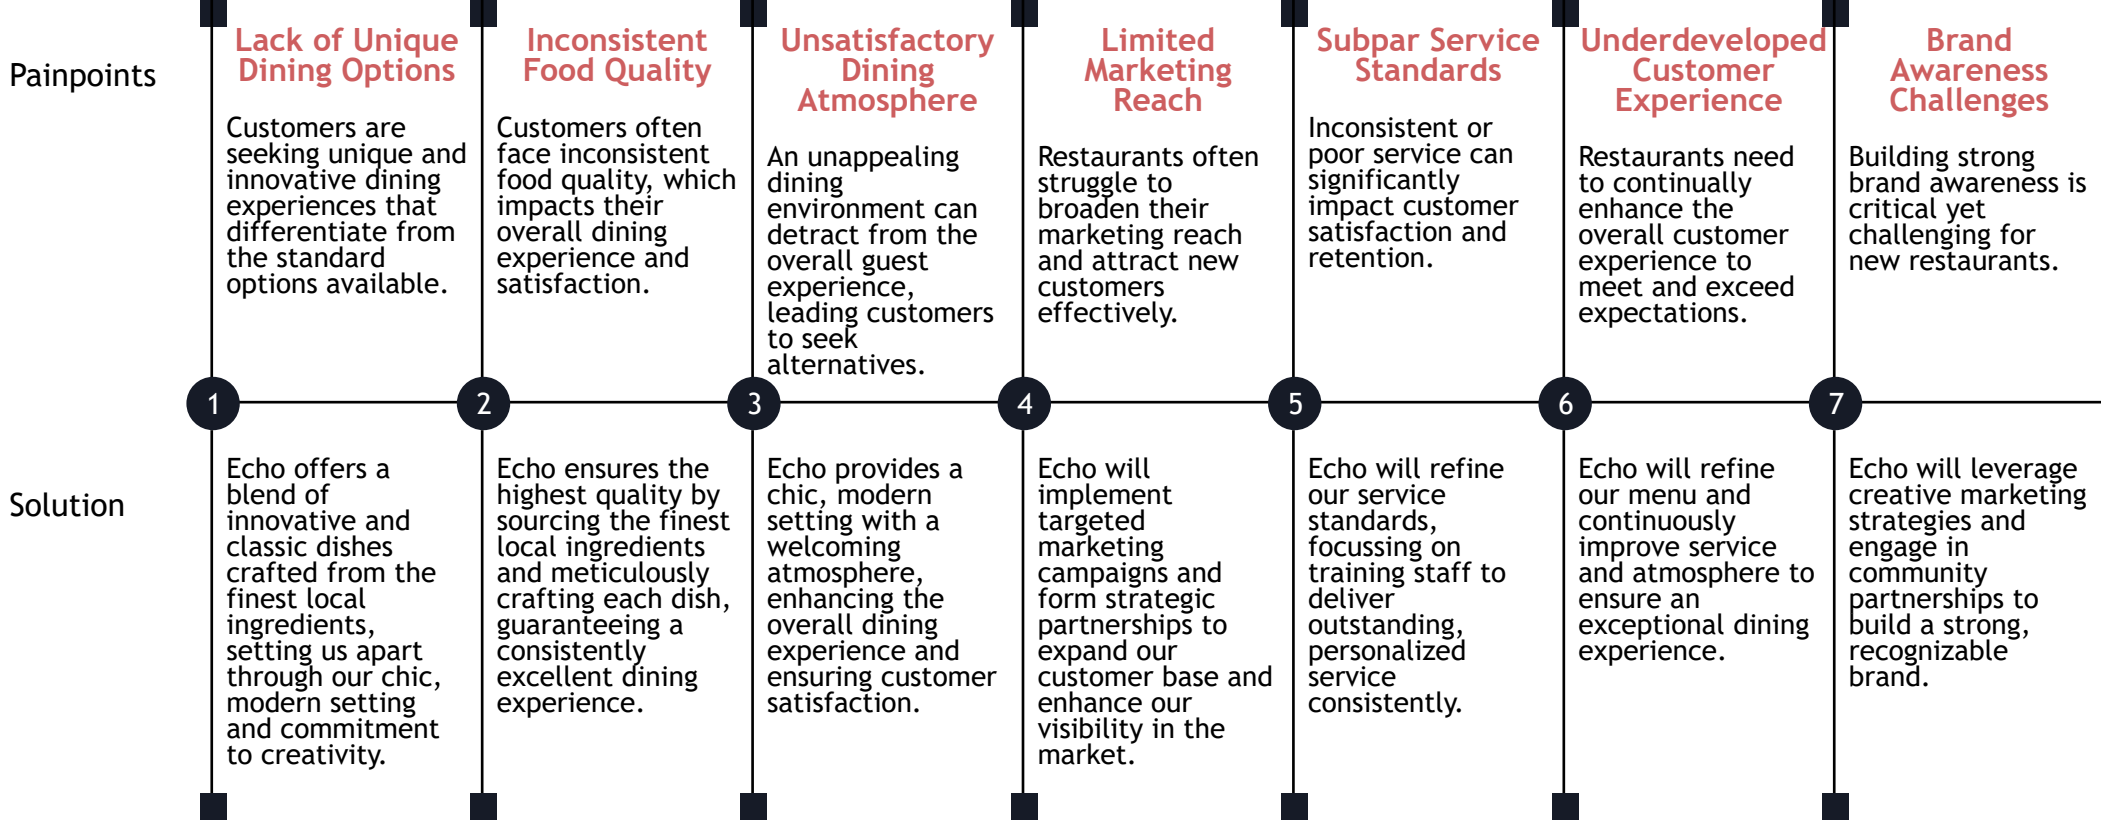 Painpoints
Lack of Unique
Dining Options
Customers are
seeking unique and
innovative dining
experiences that
differentiate from
the standard
options available.
Inconsistent
Food Quality
Customers often
face inconsistent
food quality, which
impacts their
overall dining
experience and
satisfaction.
Unsatisfactory
Dining
Atmosphere
An unappealing
dining
environment can
detract from the
overall guest
experience,
leading customers
to seek
alternatives.
Limited
Marketing
Reach
Restaurants often
struggle to
broaden their
marketing reach
and attract new
customers
effectively.
Subpar Service
Standards
Inconsistent or
poor service can
significantly
impact customer
satisfaction and
retention.
Underdeveloped
Customer
Experience
Restaurants need
to continually
enhance the
overall customer
experience to
meet and exceed
expectations.
Brand
Awareness
Challenges
Building strong
brand awareness is
critical yet
challenging for
new restaurants.
1
2
3
4
5
6
7
Solution
Echo offers a
blend of
innovative and
classic dishes
crafted from the
finest local
ingredients,
setting us apart
through our chic,
modern setting
and commitment
to creativity.
Echo ensures the
highest quality by
sourcing the finest
local ingredients
and meticulously
crafting each dish,
guaranteeing a
consistently
excellent dining
experience.
Echo provides a
chic, modern
setting with a
welcoming
atmosphere,
enhancing the
overall dining
experience and
ensuring customer
satisfaction.
Echo will
implement
targeted
marketing
campaigns and
form strategic
partnerships to
expand our
customer base and
enhance our
visibility in the
market.
Echo will refine
our service
standards,
focussing on
training staff to
deliver
outstanding,
personalized
service
consistently.
Echo will refine
our menu and
continuously
improve service
and atmosphere to
ensure an
exceptional dining
experience.
Echo will leverage
creative marketing
strategies and
engage in
community
partnerships to
build a strong,
recognizable
brand.